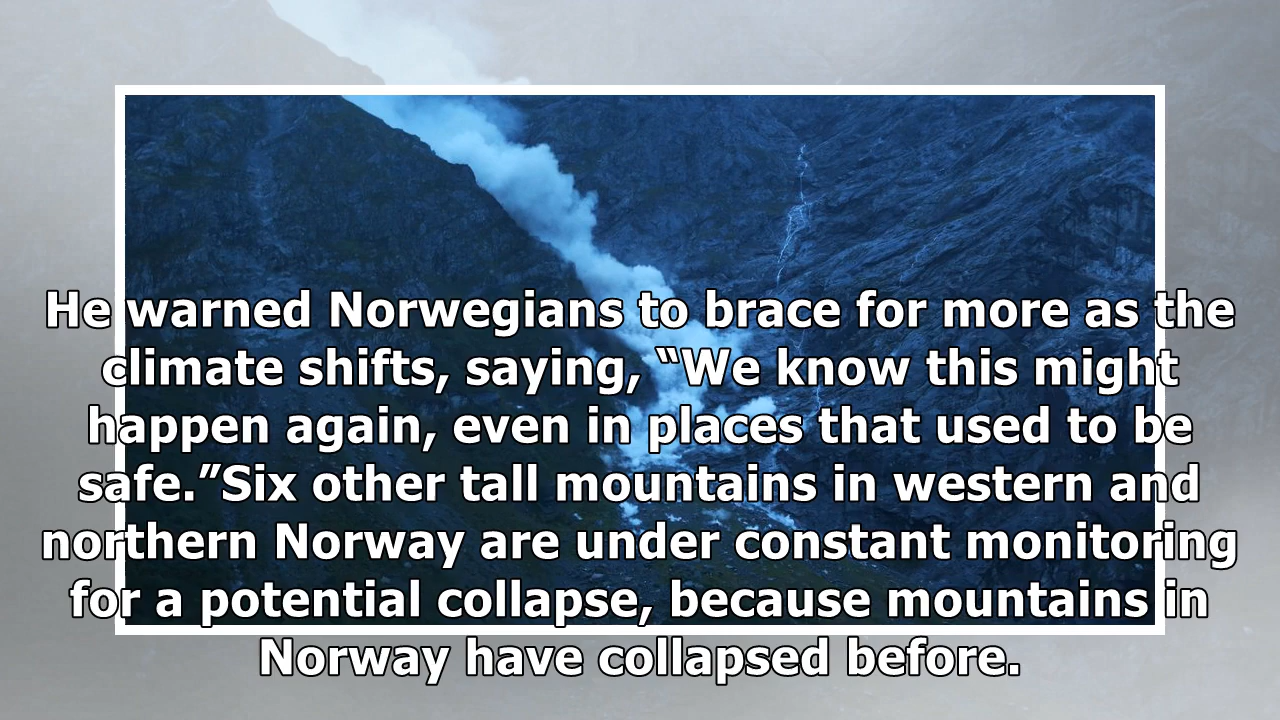 He warned Norwegians to brace for more as the
climate shifts, saying, “We know this might
happen again, even in places that used to be
safe.”Six other tall mountains in western and
northern Norway are under constant monitoring
for a potential collapse, because mountains in
Norway have collapsed before.